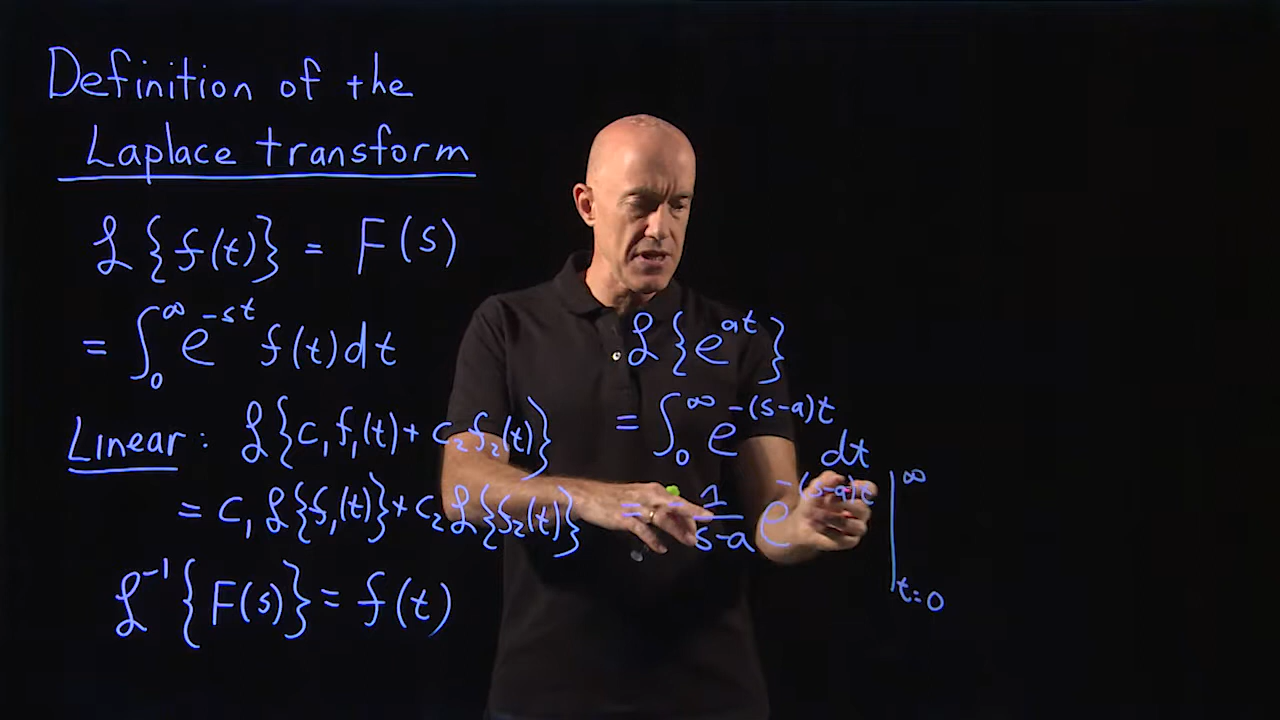 Definition of the
Laplace transform
ℒ{f(t)} = F(s)
= ∫₀^∞ e^{-st} f(t)dt
Linear: ℒ{c₁f₁(t)+c₂f₂(t)}
= c₁ℒ{f₁(t)}+c₂ℒ{f₂(t)}
ℒ⁻¹{F(s)} = f(t)
ℒ{e^{at}}
= ∫₀^∞ e^{-(s-a)t} dt
= -1/(s-a) e^{-(s-a)t} |_{t=0}^∞